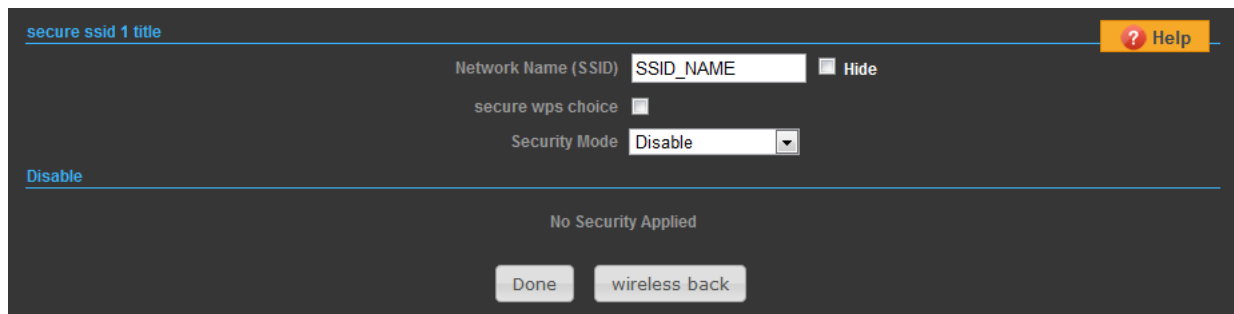 secure ssid 1 title
? Help
Network Name (SSID) SSID_NAME Hide
secure wps choice
Security Mode Disable
Disable
No Security Applied
Done wireless back